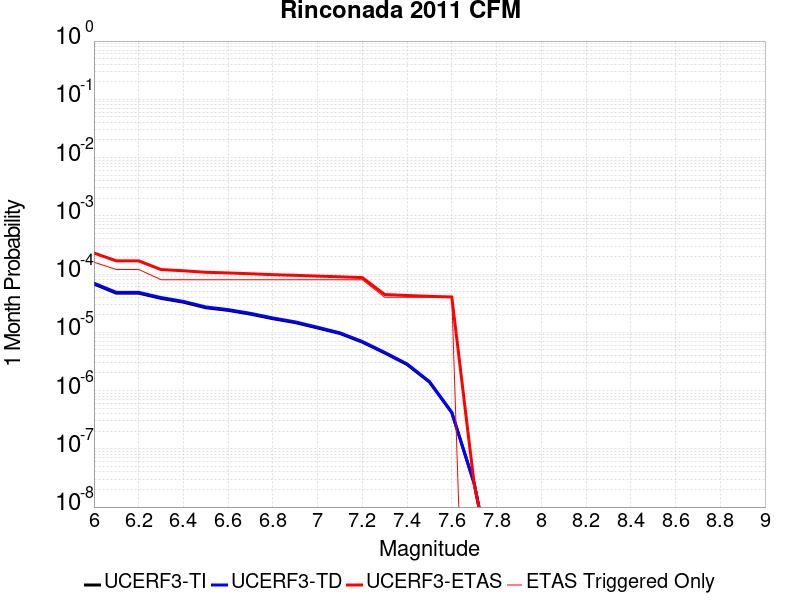 Rinconada 2011 CFM
1 Month Probability
10^0
10^-1
10^-2
10^-3
10^-4
10^-5
10^-6
10^-7
10^-8
6 6.2 6.4 6.6 6.8 7 7.2 7.4 7.6 7.8 8 8.2 8.4 8.6 8.8 9
Magnitude
UCERF3-TI UCERF3-TD UCERF3-ETAS ETAS Triggered Only